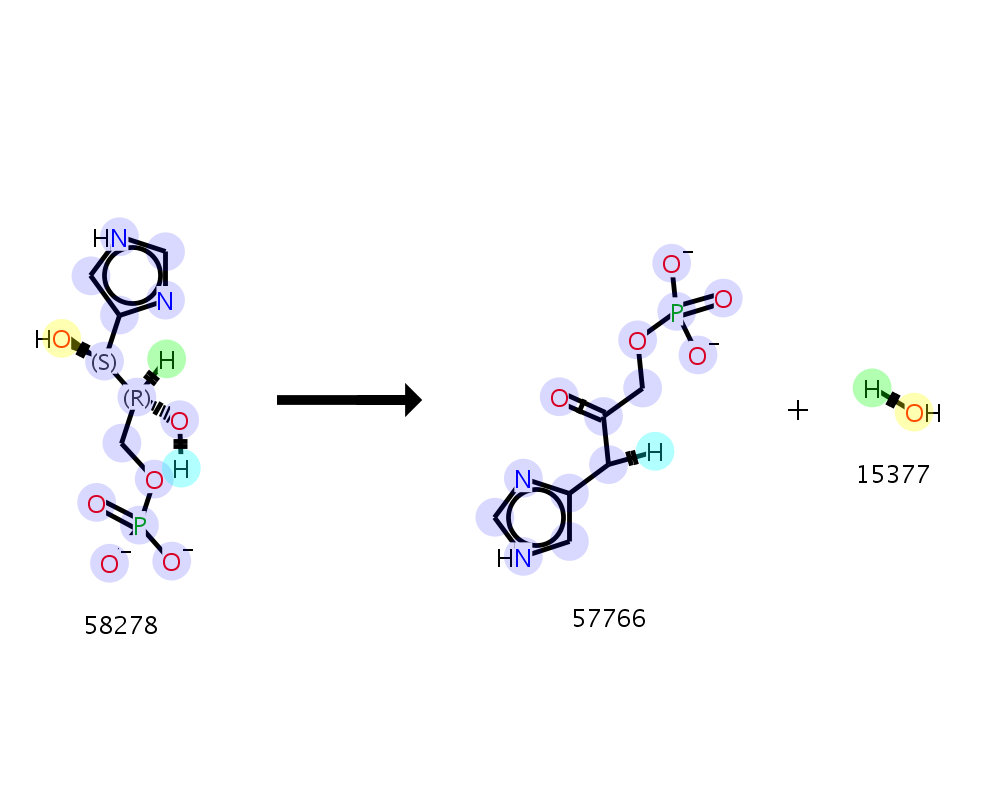 O⁻
HN
P O
O
N
O⁻
HO (S) H
H OH
(R) O
O H
+
H
O O
N
P
HN
O⁻ O⁻
15377
58278
57766